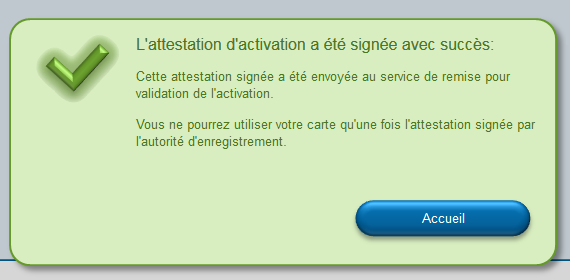 L'attestation d'activation a été signée avec succès:
Cette attestation signée a été envoyée au service de remise pour
validation de l'activation.
Vous ne pourrez utiliser votre carte qu'une fois l'attestation signée par
l'autorité d'enregistrement.
Accueil